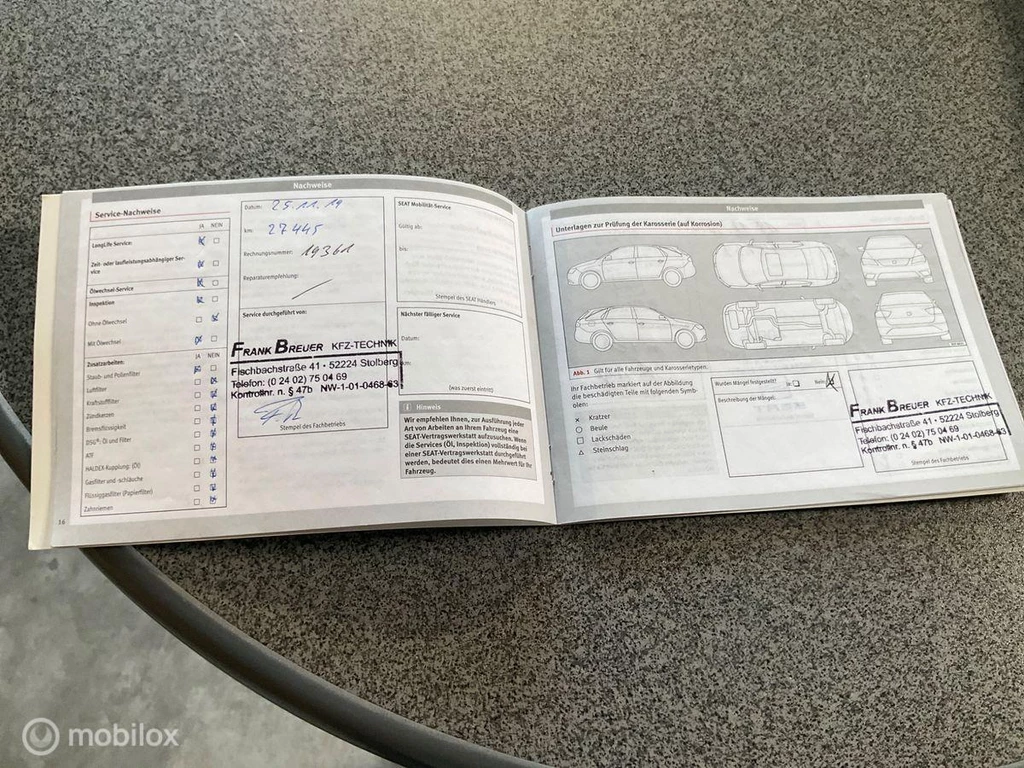 Nachweise
Service-Nachweise
JA NEIN
LongLife Service:
Zeit- oder laufleistungsabhängiger Ser-
vice
Ölwechsel-Service
Inspektion
Ohne Ölwechsel
Mit Ölwechsel
Zusatzarbeiten:
JA NEIN
Staub- und Pollenfilter
Luftfilter
Kraftstofffilter
Zündkerzen
Bremsflüssigkeit
DSG®: Öl und Filter
ATF
HALDEX-Kupplung: (Öl)
Gasfilter und -schläuche
Flüssiggasfilter (Papierfilter)
Zahnriemen
16
Datum: 25.11.19
km: 27445
Rechnungsnummer: 19361
Reparaturempfehlung:
Service durchgeführt von:
FRANK BREUER KFZ-TECHNIK
Fischbachstraße 41 • 52224 Stolberg
Telefon: (0 24 02) 75 04 69
Kontrollnr. n. § 47b NW-1-01-0468-63
Stempel des Fachbetriebs
SEAT Mobilität-Service
Gültig ab:
bis:
Stempel des SEAT Händlers
Nächster fälliger Service
Datum:
km:
(was zuerst eintritt)
i Hinweis
Wir empfehlen Ihnen, zur Ausführung jeder
Art von Arbeiten an Ihrem Fahrzeug eine
SEAT-Vertragswerkstatt aufzusuchen. Wenn
die Services (Öl, Inspektion) vollständig bei
einer SEAT-Vertragswerkstatt durchgeführt
werden, bedeutet dies einen Mehrwert für Ihr
Fahrzeug.
Nachweise
Unterlagen zur Prüfung der Karosserie (auf Korrosion)
Abb. 1 Gilt für alle Fahrzeuge und Karosserietypen.
Ihr Fachbetrieb markiert auf der Abbildung
die beschädigten Teile mit folgenden Symb-
olen:
× Kratzer
○ Beule
□ Lackschäden
△ Steinschlag
Wurden Mängel festgestellt? Ja Nein
Beschreibung der Mängel:
FRANK BREUER KFZ-TECHNIK
Fischbachstraße 41 • 52224 Stolberg
Telefon: (0 24 02) 75 04 69
Kontrollnr. n. § 47b NW-1-01-0468-63
Stempel des Fachbetriebs
mobilox